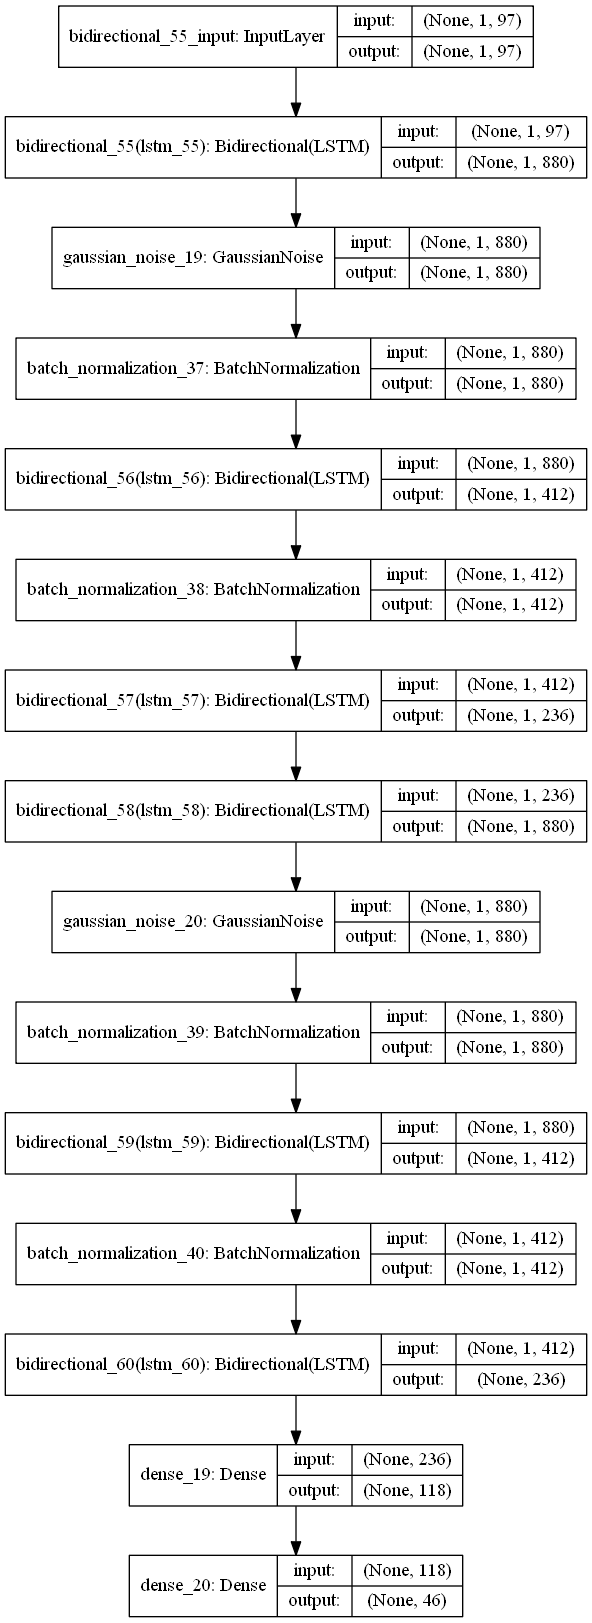 bidirectional_55_input: InputLayer
input: (None, 1, 97)
output: (None, 1, 97)
bidirectional_55(lstm_55): Bidirectional(LSTM)
input: (None, 1, 97)
output: (None, 1, 880)
gaussian_noise_19: GaussianNoise
input: (None, 1, 880)
output: (None, 1, 880)
batch_normalization_37: BatchNormalization
input: (None, 1, 880)
output: (None, 1, 880)
bidirectional_56(lstm_56): Bidirectional(LSTM)
input: (None, 1, 880)
output: (None, 1, 412)
batch_normalization_38: BatchNormalization
input: (None, 1, 412)
output: (None, 1, 412)
bidirectional_57(lstm_57): Bidirectional(LSTM)
input: (None, 1, 412)
output: (None, 1, 236)
bidirectional_58(lstm_58): Bidirectional(LSTM)
input: (None, 1, 236)
output: (None, 1, 880)
gaussian_noise_20: GaussianNoise
input: (None, 1, 880)
output: (None, 1, 880)
batch_normalization_39: BatchNormalization
input: (None, 1, 880)
output: (None, 1, 880)
bidirectional_59(lstm_59): Bidirectional(LSTM)
input: (None, 1, 880)
output: (None, 1, 412)
batch_normalization_40: BatchNormalization
input: (None, 1, 412)
output: (None, 1, 412)
bidirectional_60(lstm_60): Bidirectional(LSTM)
input: (None, 1, 412)
output: (None, 236)
dense_19: Dense
input: (None, 236)
output: (None, 118)
dense_20: Dense
input: (None, 118)
output: (None, 46)